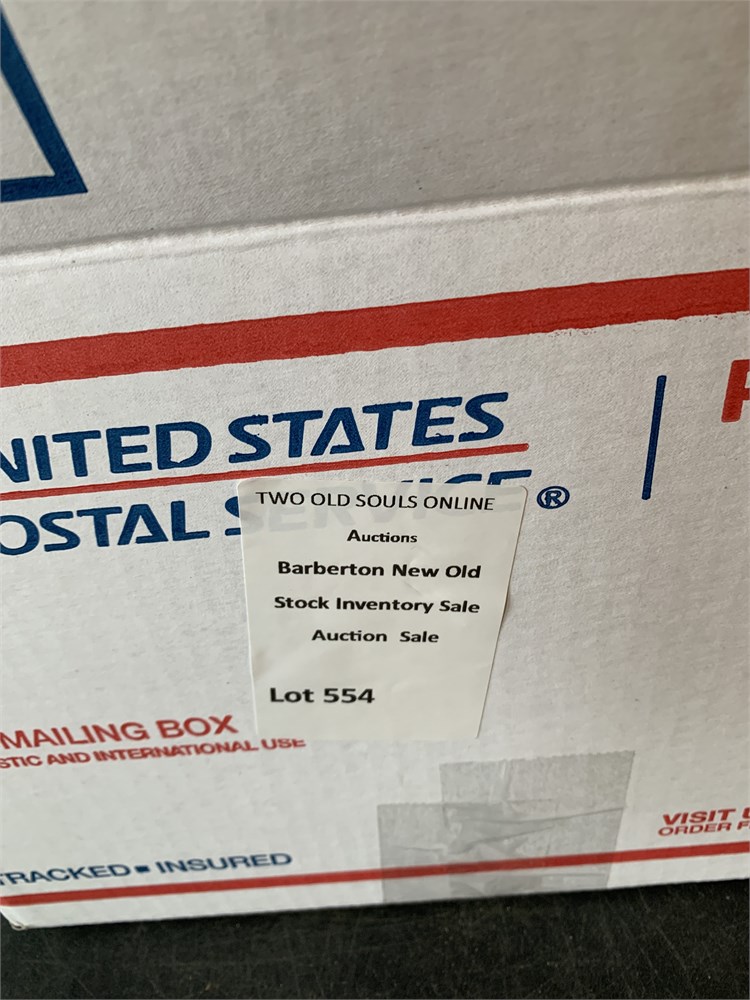 NITED STATES
OSTAL SERVICE®
TWO OLD SOULS ONLINE
Auctions
Barberton New Old
Stock Inventory Sale
Auction Sale
Lot 554
MAILING BOX
STIC AND INTERNATIONAL USE
TRACKED ▪ INSURED
VISIT
ORDER F